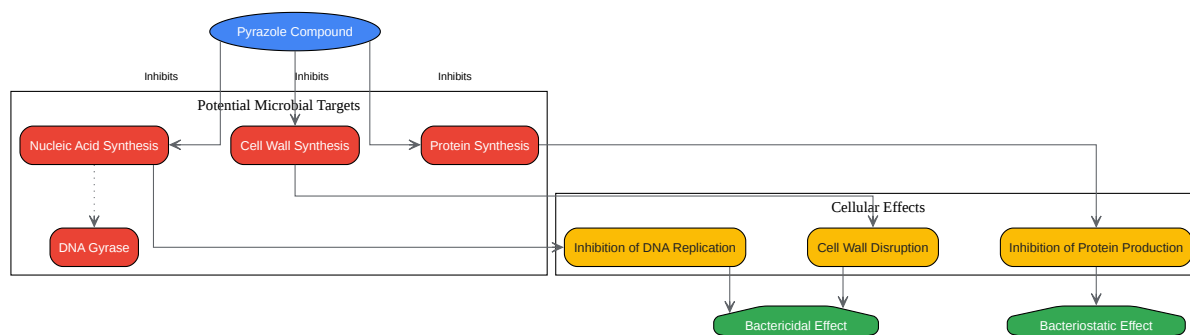 Pyrazole Compound
Inhibits
Inhibits
Inhibits
Potential Microbial Targets
Nucleic Acid Synthesis
Cell Wall Synthesis
Protein Synthesis
Cellular Effects
DNA Gyrase
Inhibition of DNA Replication
Cell Wall Disruption
Inhibition of Protein Production
Bactericidal Effect
Bacteriostatic Effect